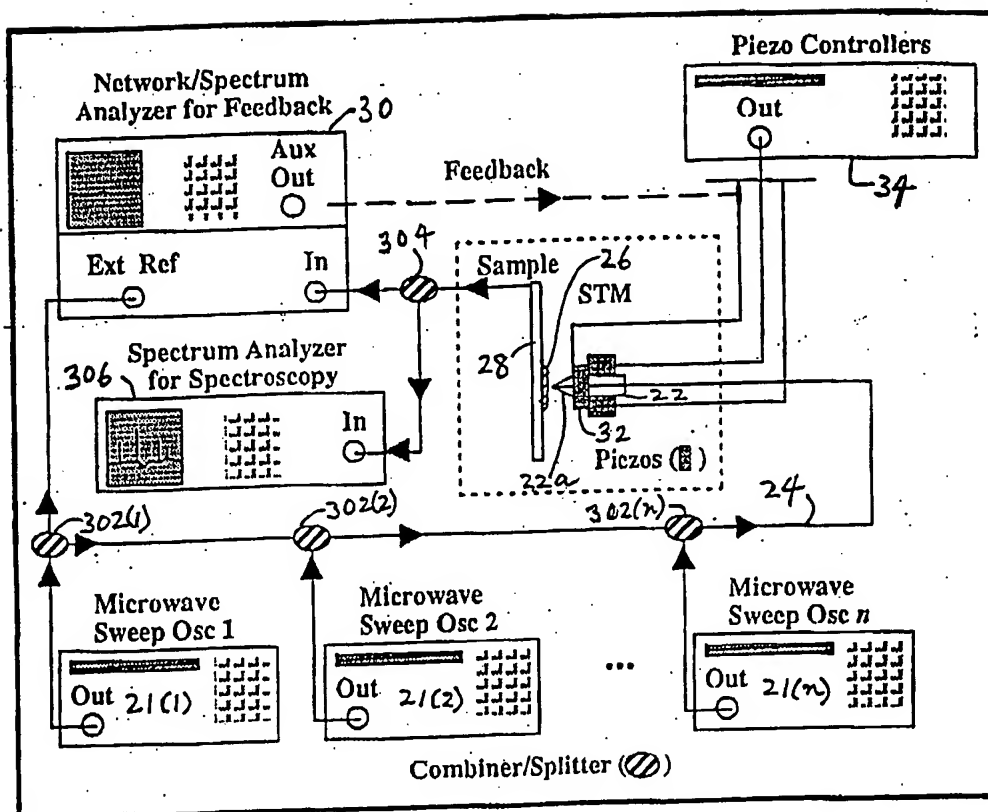 Piezo Controllers
Network/Spectrum
Analyzer for Feedback
30
Out
Aux
Out
Feedback
34
304
Sample
26
STM
Ext Ref
In
28
Spectrum Analyzer
for Spectroscopy
306
In
22
32
22a
Piezos ( )
24
302(1)
302(2)
302(n)
Microwave
Sweep Osc 1
Microwave
Sweep Osc 2
Microwave
Sweep Osc n
...
Out 21(1)
Out 21(2)
Out 21(n)
Combiner/Splitter ( )